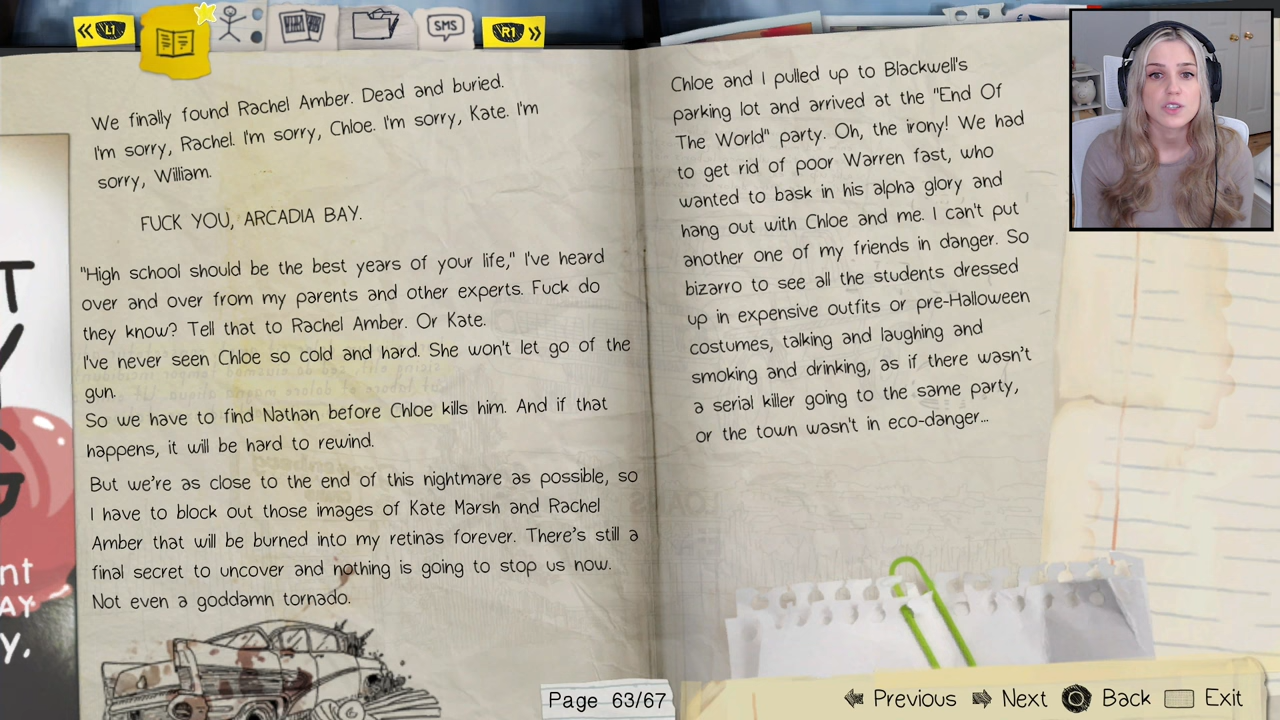 L1
SMS
R1
We finally found Rachel Amber. Dead and buried.
I'm sorry, Rachel. I'm sorry, Chloe. I'm sorry, Kate. I'm
sorry, William.
FUCK YOU, ARCADIA BAY.
"High school should be the best years of your life," I've heard
over and over from my parents and other experts. Fuck do
they know? Tell that to Rachel Amber. Or Kate.
I've never seen Chloe so cold and hard. She won't let go of the
gun.
So we have to find Nathan before Chloe kills him. And if that
happens, it will be hard to rewind.
But we're as close to the end of this nightmare as possible, so
I have to block out those images of Kate Marsh and Rachel
Amber that will be burned into my retinas forever. There's still a
final secret to uncover and nothing is going to stop us now.
Not even a goddamn tornado.
Chloe and I pulled up to Blackwell's
parking lot and arrived at the "End Of
The World" party. Oh, the irony! We had
to get rid of poor Warren fast, who
wanted to bask in his alpha glory and
hang out with Chloe and me. I can't put
another one of my friends in danger. So
bizarro to see all the students dressed
up in expensive outfits or pre-Halloween
costumes, talking and laughing and
smoking and drinking, as if there wasn't
a serial killer going to the same party,
or the town wasn't in eco-danger...
Page 63/67
Previous
Next
Back
Exit